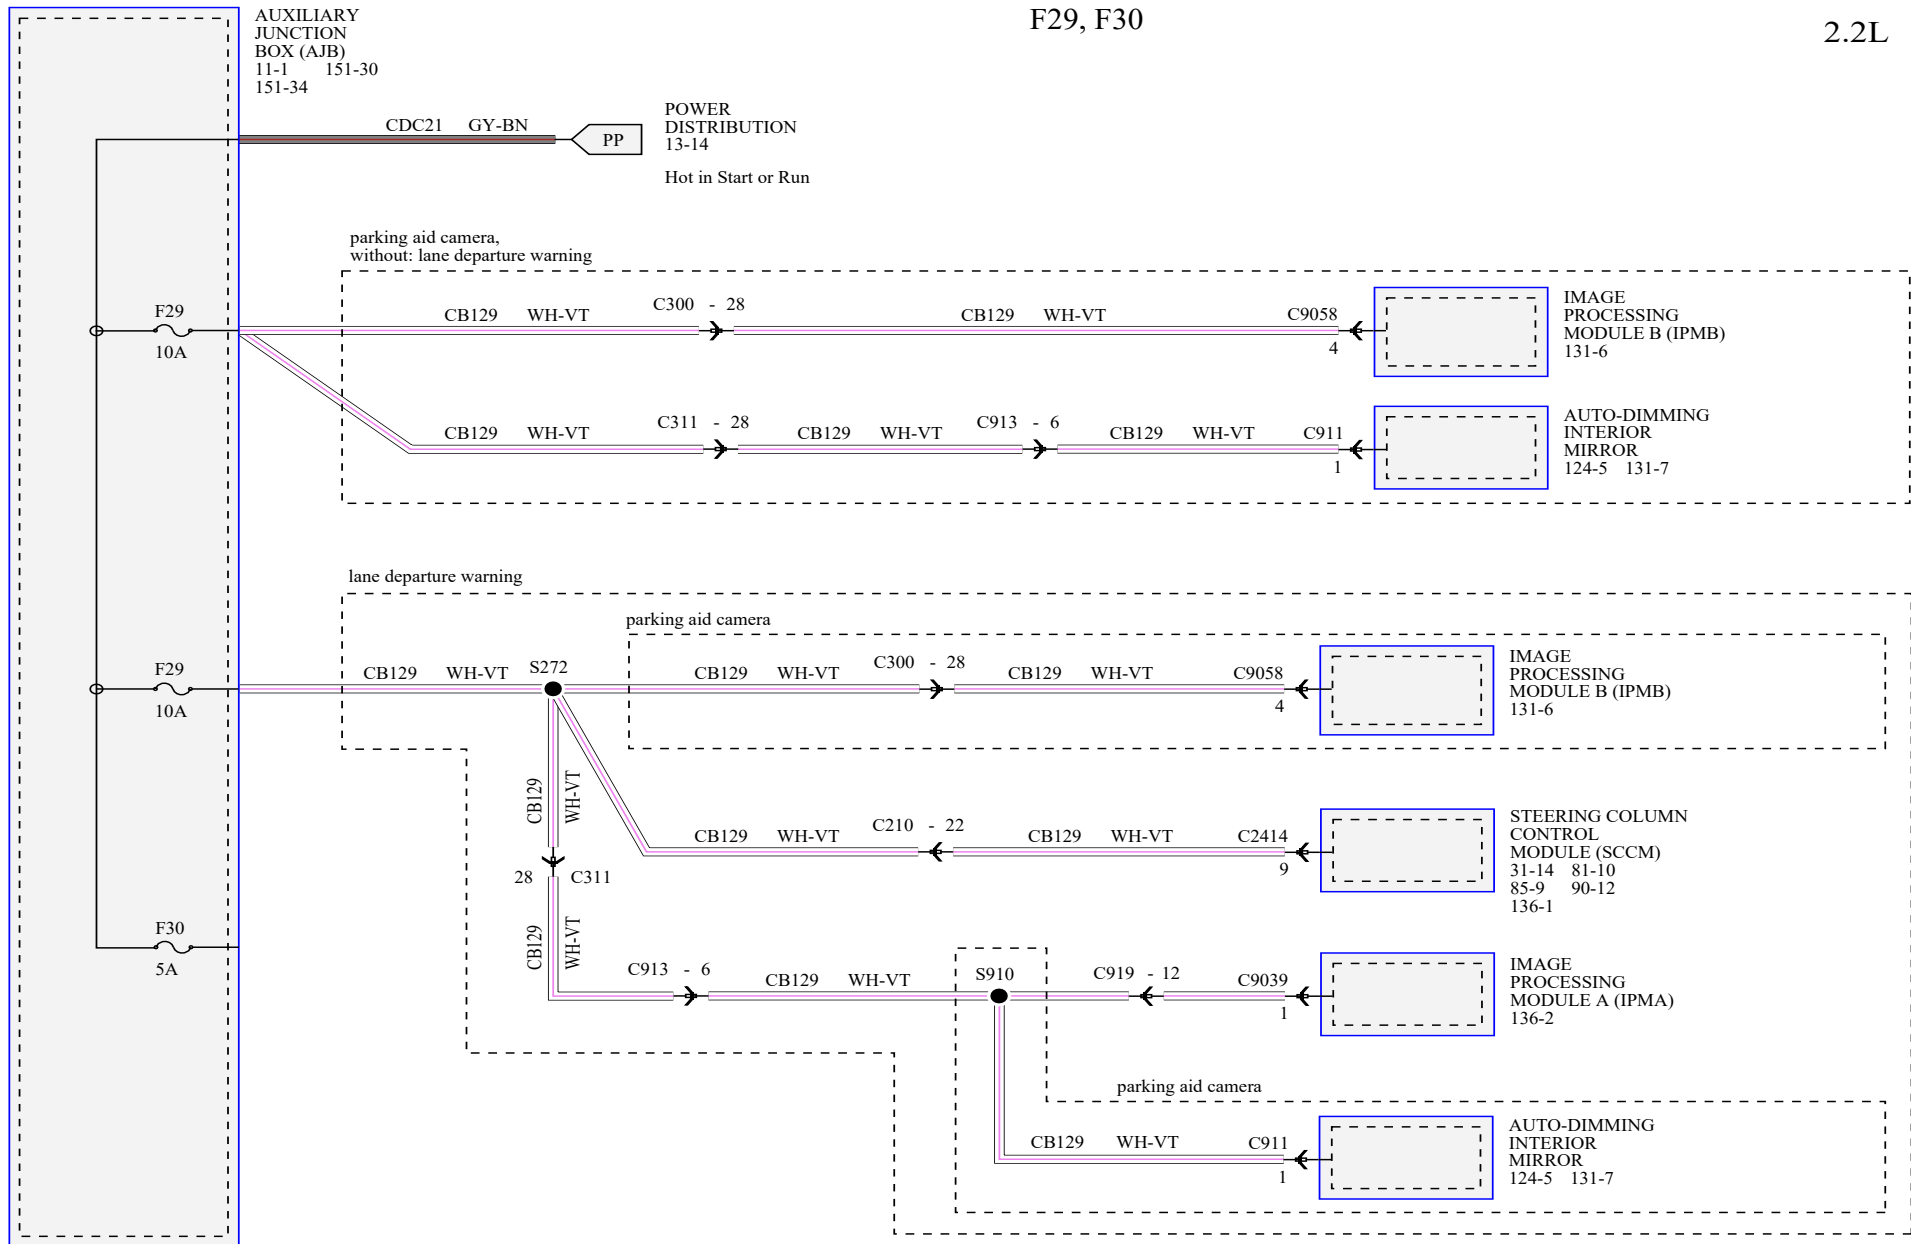 F29, F30
2.2L
AUXILIARY
JUNCTION
BOX (AJB)
11-1 151-30
151-34
CDC21 GY-BN
PP
POWER
DISTRIBUTION
13-14
Hot in Start or Run
parking aid camera,
without: lane departure warning
F29
10A
CB129 WH-VT
C300 - 28
CB129 WH-VT
C9058
4
IMAGE
PROCESSING
MODULE B (IPMB)
131-6
CB129 WH-VT
C311 - 28
CB129 WH-VT
C913 - 6
CB129 WH-VT
C911
1
AUTO-DIMMING
INTERIOR
MIRROR
124-5 131-7
lane departure warning
parking aid camera
F29
10A
CB129 WH-VT
S272
CB129 WH-VT
C300 - 28
CB129 WH-VT
C9058
4
IMAGE
PROCESSING
MODULE B (IPMB)
131-6
CB129
WH-VT
CB129 WH-VT
C210 - 22
CB129 WH-VT
C2414
9
STEERING COLUMN
CONTROL
MODULE (SCCM)
31-14 81-10
85-9 90-12
136-1
28 C311
CB129
WH-VT
F30
5A
C913 - 6
CB129 WH-VT
S910
C919 - 12
C9039
1
IMAGE
PROCESSING
MODULE A (IPMA)
136-2
parking aid camera
CB129 WH-VT
C911
1
AUTO-DIMMING
INTERIOR
MIRROR
124-5 131-7